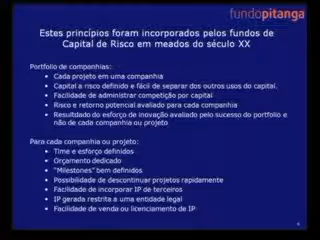 fundopitanga
Estes princípios foram incorporados pelos fundos de
Capital de Risco em meados do século XX
Portfolio de companhias:
• Cada projeto em uma companhia
• Capital a risco definido e fácil de separar dos outros usos do capital.
• Facilidade de administrar competição por capital
• Risco e retorno potencial avaliado para cada companhia
• Resultdado do esforço de inovação avaliado pelo sucesso do portfolio e
não de cada companhia ou projeto
Para cada companhia ou projeto:
• Time e esforço definidos
• Orçamento dedicado
• "Milestones" bem definidos
• Possibilidade de descontinuar projetos rapidamente
• Facilidade de incorporar IP de terceiros
• IP gerada restrita a uma entidade legal
• Facilidade de venda ou licenciamento de IP